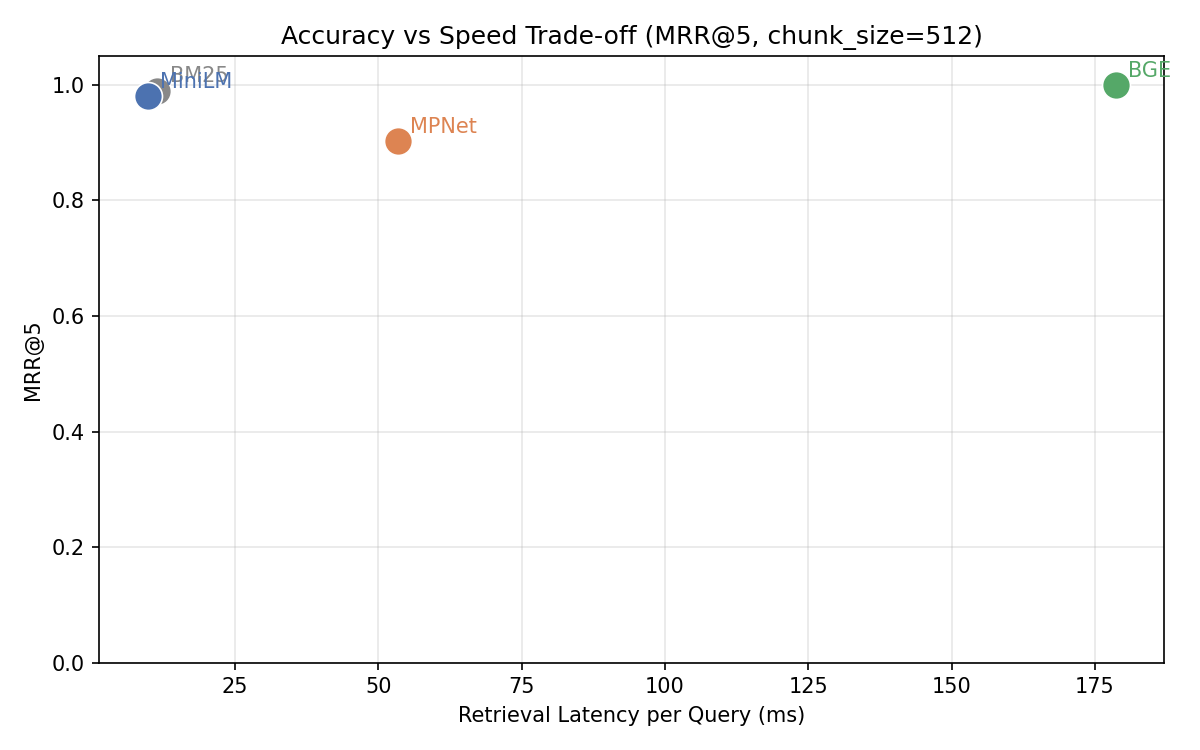 Accuracy vs Speed Trade-off (MRR@5, chunk_size=512)
BM25
MiniLM
BGE
MPNet
MRR@5
1.0
0.8
0.6
0.4
0.2
0.0
25 50 75 100 125 150 175
Retrieval Latency per Query (ms)